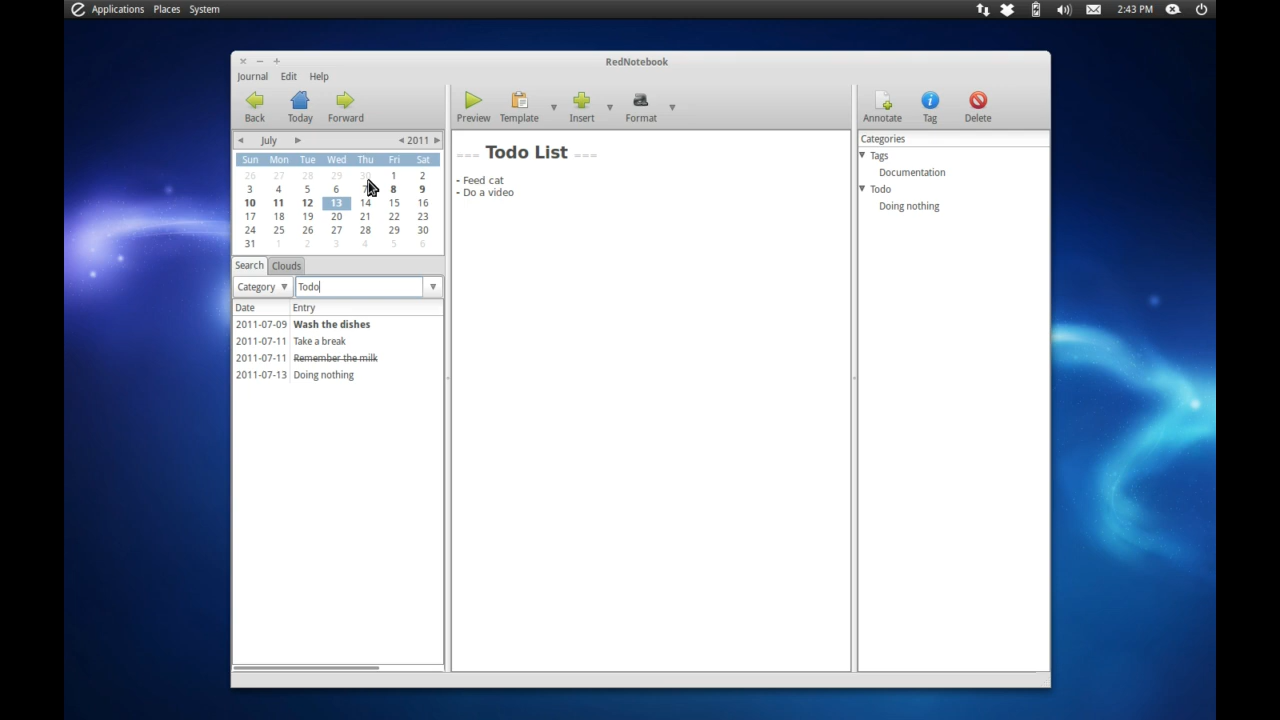 Applications Places System 2:43 PM
RedNotebook
Journal Edit Help
Back Today Forward Preview Template Insert Format Annotate Tag Delete
July 2011
Sun Mon Tue Wed Thu Fri Sat
26 27 28 29 30 1 2
3 4 5 6 7 8 9
10 11 12 13 14 15 16
17 18 19 20 21 22 23
24 25 26 27 28 29 30
31 1 2 3 4 5 6
Search Clouds
Category Todo
Date Entry
2011-07-09 Wash the dishes
2011-07-11 Take a break
2011-07-11 Remember the milk
2011-07-13 Doing nothing
=== Todo List ===
- Feed cat
- Do a video
Categories
Tags
Documentation
Todo
Doing nothing